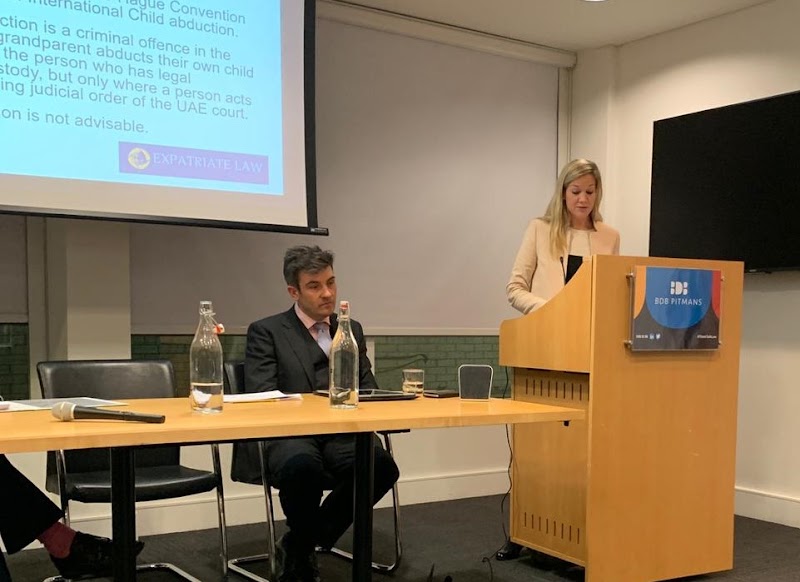 Hague Convention
International Child abduction.
ction is a criminal offence in the
grandparent abducts their own child
the person who has legal
stody, but only where a person acts
ing judicial order of the UAE court.
on is not advisable.
EXPATRIATE LAW
BDB
BDB PITMANS